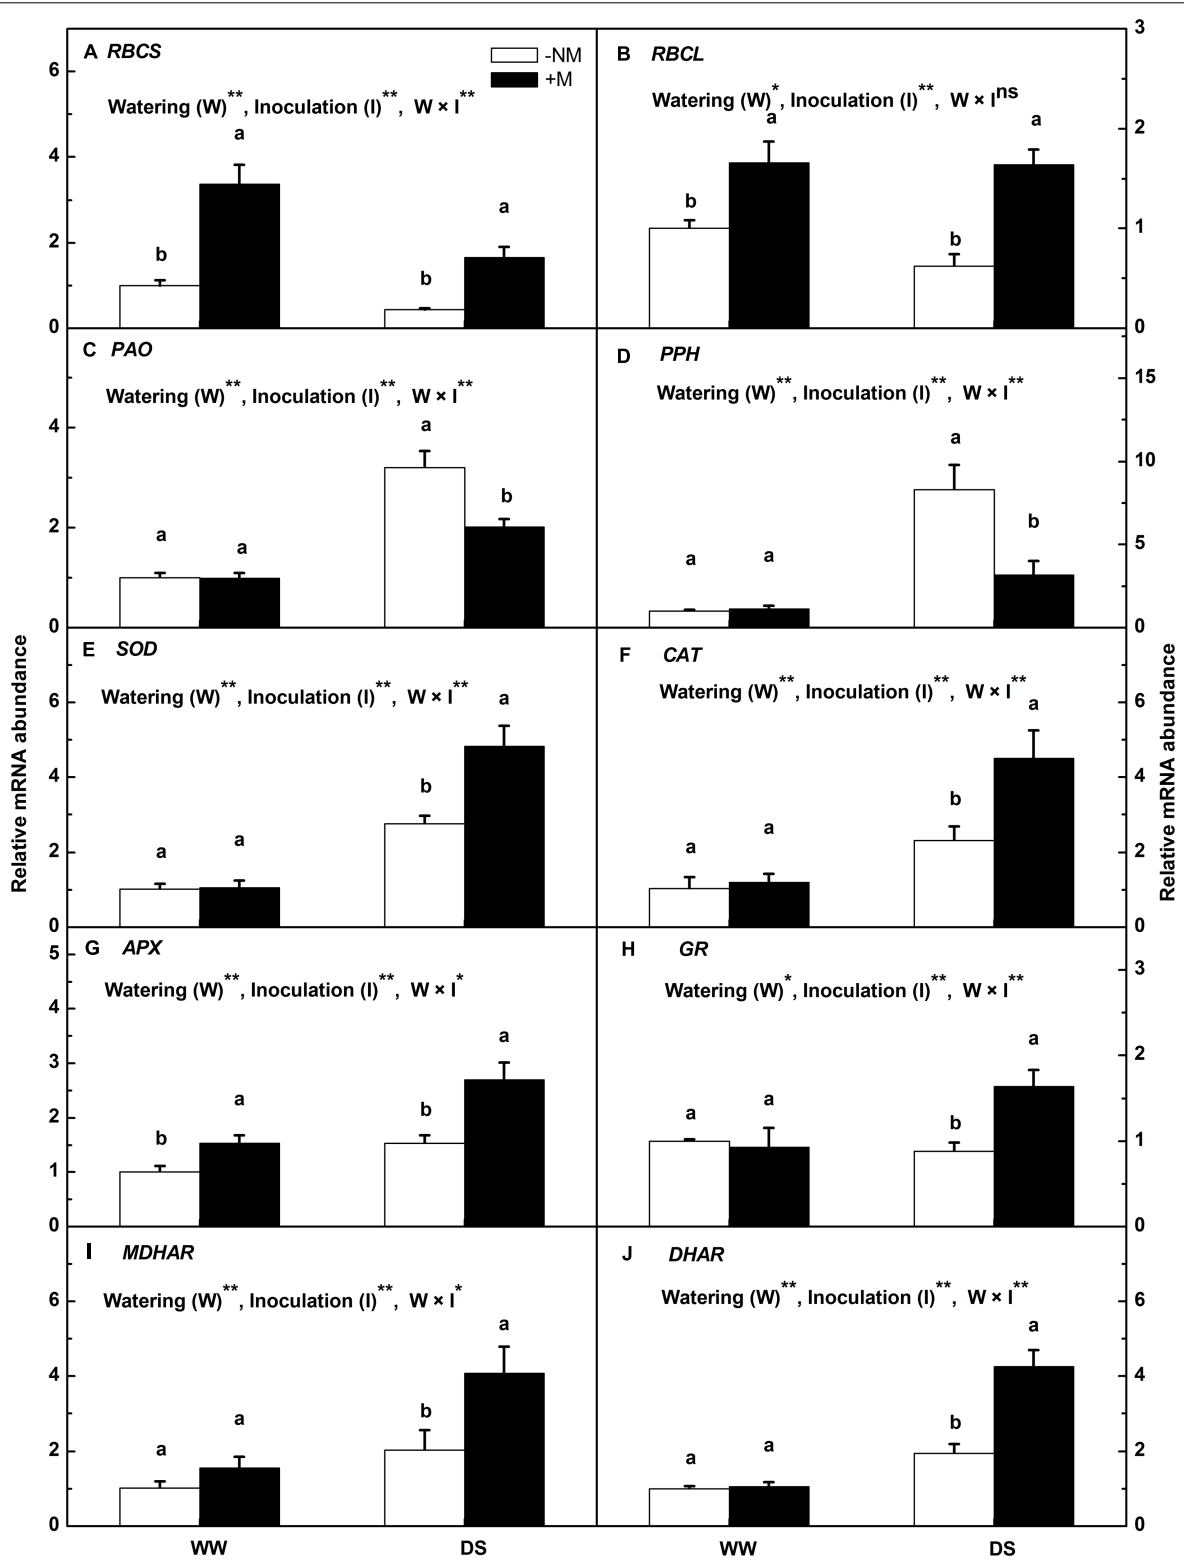 A RBCS
-NM
+M
Watering (W)**, Inoculation (I)**, W × I**
6
4
2
0
a
b
a
b
B RBCL
Watering (W)*, Inoculation (I)**, W × Ins
3
2
1
0
a
b
a
b
C PAO
Watering (W)**, Inoculation (I)**, W × I**
4
2
0
a
a
a
b
D PPH
Watering (W)**, Inoculation (I)**, W × I**
15
10
5
0
a
a
a
b
E SOD
Watering (W)**, Inoculation (I)**, W × I**
6
4
2
0
a
a
b
a
F CAT
Watering (W)**, Inoculation (I)**, W × I**
6
4
2
0
a
a
b
a
Relative mRNA abundance
Relative mRNA abundance
G APX
Watering (W)**, Inoculation (I)**, W × I*
5
4
3
2
1
0
b
a
b
a
H GR
Watering (W)*, Inoculation (I)**, W × I**
3
2
1
0
a
a
b
a
I MDHAR
Watering (W)**, Inoculation (I)**, W × I*
6
4
2
0
a
a
b
a
J DHAR
Watering (W)**, Inoculation (I)**, W × I**
6
4
2
0
a
a
b
a
WW DS WW DS